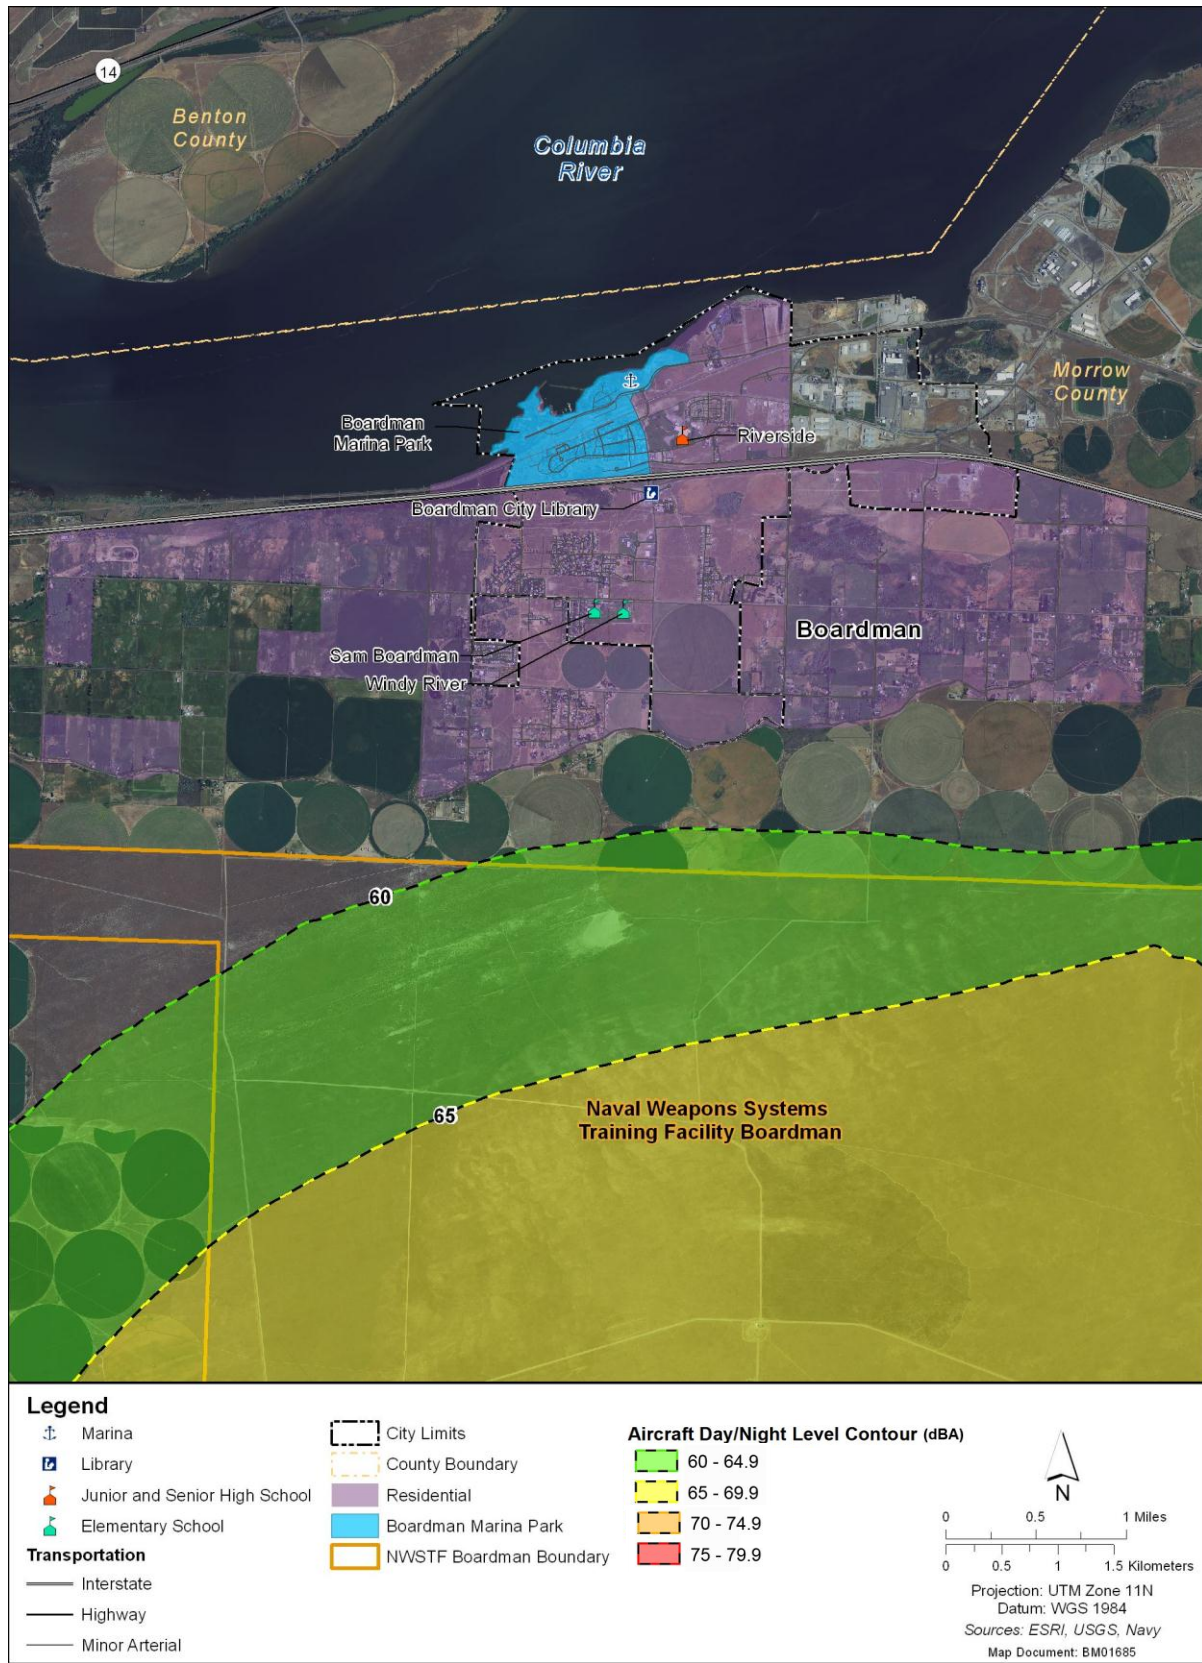 14
Benton
County
Columbia
River
Morrow
County
Boardman
Marina Park
Riverside
Boardman City Library
Boardman
Sam Boardman
Windy River
60
65
Naval Weapons Systems
Training Facility Boardman
Legend
Marina
Library
Junior and Senior High School
Elementary School
Transportation
Interstate
Highway
Minor Arterial
City Limits
County Boundary
Residential
Boardman Marina Park
NWSTF Boardman Boundary
Aircraft Day/Night Level Contour (dBA)
60 - 64.9
65 - 69.9
70 - 74.9
75 - 79.9
N
0 0.5 1 Miles
0 0.5 1 1.5 Kilometers
Projection: UTM Zone 11N
Datum: WGS 1984
Sources: ESRI, USGS, Navy
Map Document: BM01685